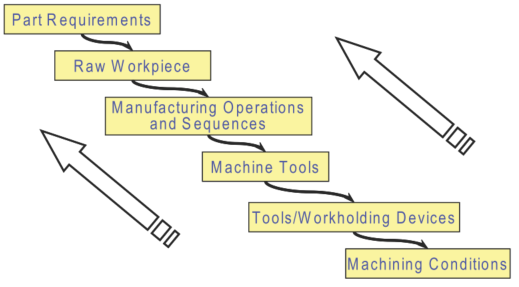 Part Requirements
Raw Workpiece
Manufacturing Operations
and Sequences
Machine Tools
Tools/Workholding Devices
Machining Conditions